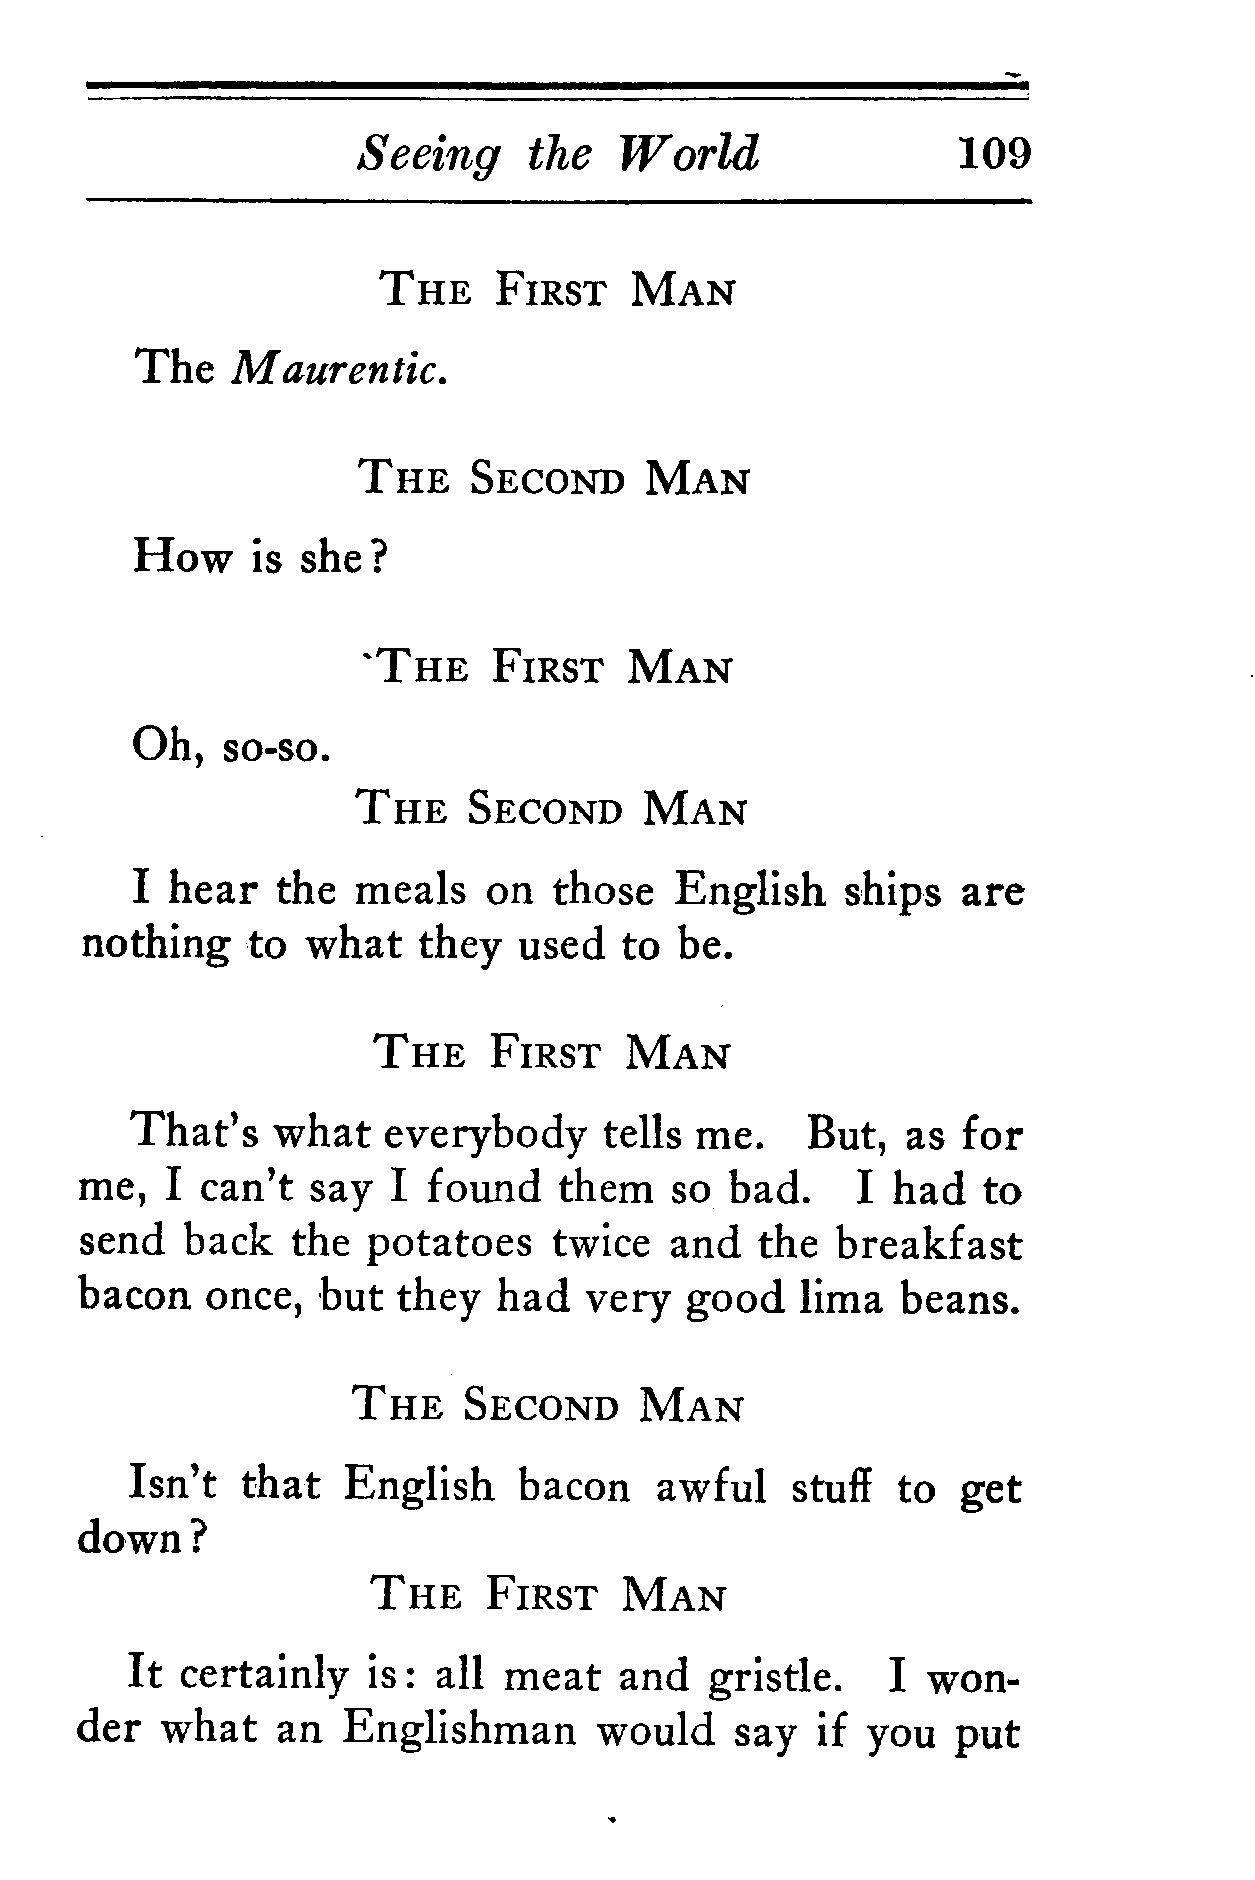 Seeing the World 109
THE FIRST MAN
The Maurentic.
THE SECOND MAN
How is she?
THE FIRST MAN
Oh, so-so.
THE SECOND MAN
I hear the meals on those English ships are
nothing to what they used to be.
THE FIRST MAN
That's what everybody tells me. But, as for
me, I can't say I found them so bad. I had to
send back the potatoes twice and the breakfast
bacon once, but they had very good lima beans.
THE SECOND MAN
Isn't that English bacon awful stuff to get
down?
THE FIRST MAN
It certainly is: all meat and gristle. I won-
der what an Englishman would say if you put